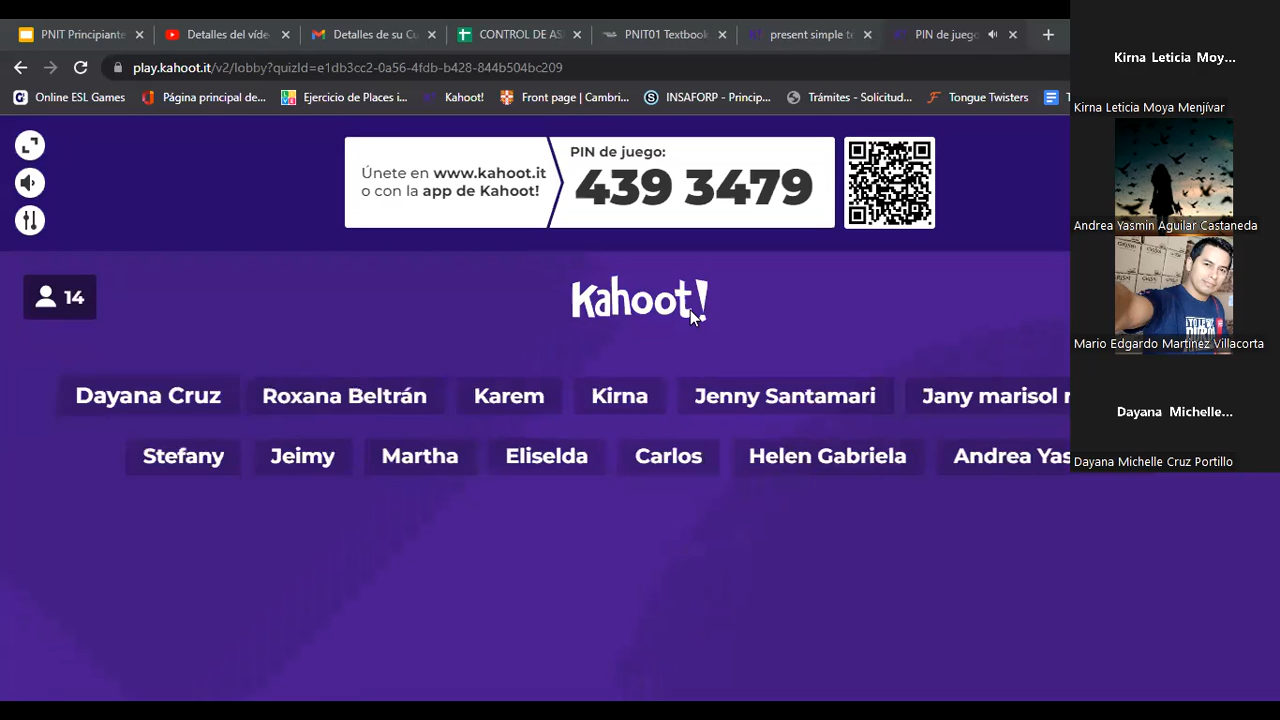 PNIT Principiante
Detalles del víde
Detalles de su Cu
CONTROL DE ASI
PNIT01 Textbook
present simple te
PIN de juego
play.kahoot.it/v2/lobby?quizId=e1db3cc2-0a56-4fdb-b428-844b504bc209
Online ESL Games
Página principal de...
Ejercicio de Places i...
Kahoot!
Front page | Cambri...
INSAFORP - Princip...
Trámites - Solicitud...
Tongue Twisters
Únete en www.kahoot.it
o con la app de Kahoot!
PIN de juego:
439 3479
14
Kahoot!
Dayana Cruz
Roxana Beltrán
Karem
Kirna
Jenny Santamari
Jany marisol
Stefany
Jeimy
Martha
Eliselda
Carlos
Helen Gabriela
Andrea Yas
Kirna Leticia Moy...
Kirna Leticia Moya Menjívar
Andrea Yasmin Aguilar Castaneda
Mario Edgardo Martinez Villacorta
Dayana Michelle...
Dayana Michelle Cruz Portillo